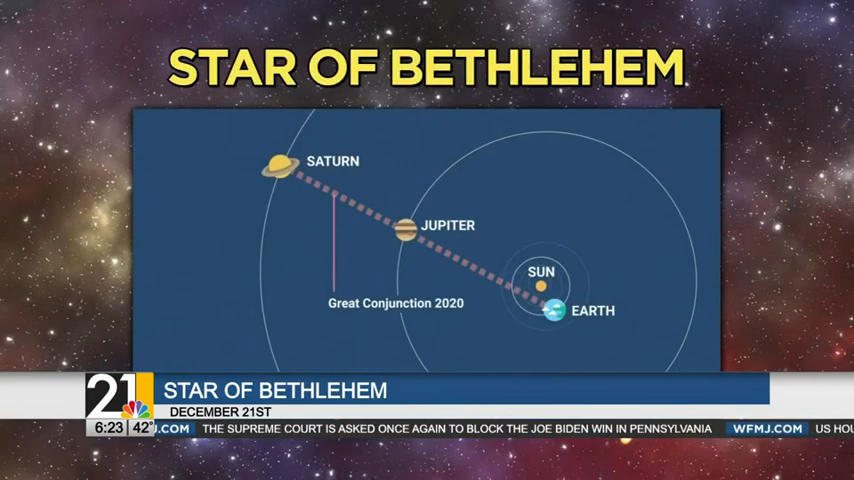 STAR OF BETHLEHEM
SATURN
JUPITER
SUN
EARTH
Great Conjunction 2020
21
STAR OF BETHLEHEM
DECEMBER 21ST
6:23 42°
J.COM THE SUPREME COURT IS ASKED ONCE AGAIN TO BLOCK THE JOE BIDEN WIN IN PENNSYLVANIA WFMJ.COM US HOU